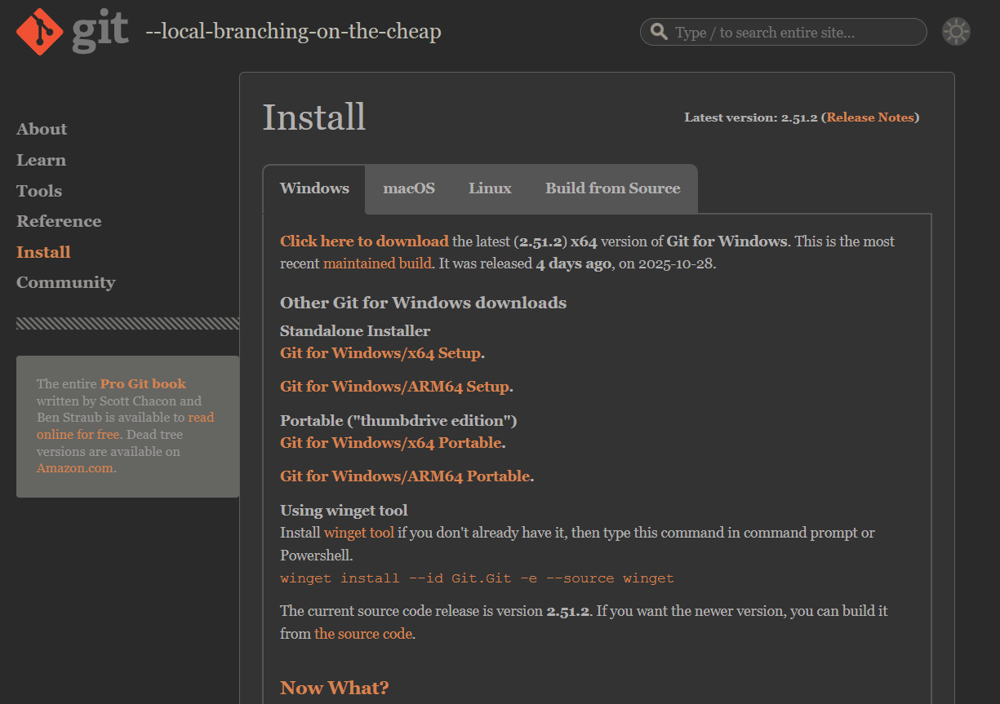 git --local-branching-on-the-cheap
Type / to search entire site...
About
Learn
Tools
Reference
Install
Community
The entire Pro Git book
written by Scott Chacon and
Ben Straub is available to read
online for free. Dead tree
versions are available on
Amazon.com.
Install
Latest version: 2.51.2 (Release Notes)
Windows macOS Linux Build from Source
Click here to download the latest (2.51.2) x64 version of Git for Windows. This is the most
recent maintained build. It was released 4 days ago, on 2025-10-28.
Other Git for Windows downloads
Standalone Installer
Git for Windows/x64 Setup.
Git for Windows/ARM64 Setup.
Portable ("thumbdrive edition")
Git for Windows/x64 Portable.
Git for Windows/ARM64 Portable.
Using winget tool
Install winget tool if you don't already have it, then type this command in command prompt or
Powershell.
winget install --id Git.Git -e --source winget
The current source code release is version 2.51.2. If you want the newer version, you can build it
from the source code.
Now What?